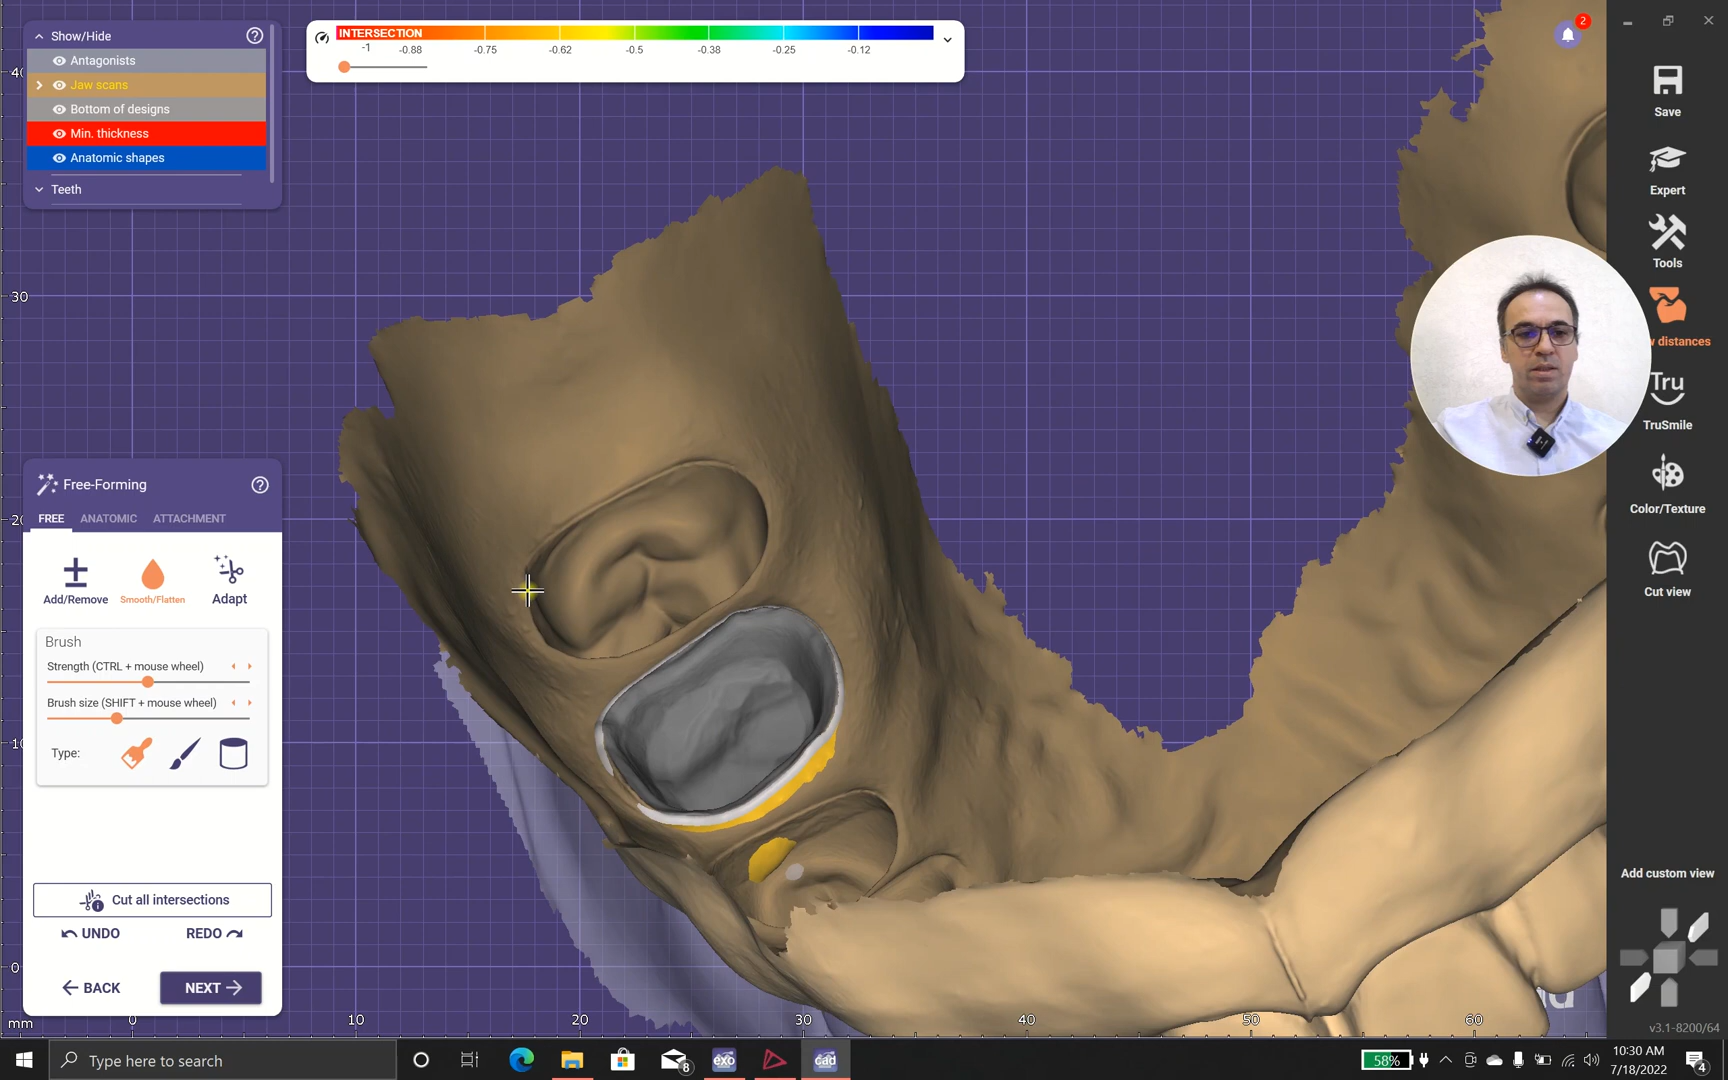 Show/Hide
Antagonists
Jaw scans
Bottom of designs
Min. thickness
Anatomic shapes
Teeth
INTERSECTION
-1 -0.88 -0.75 -0.62 -0.5 -0.38 -0.25 -0.12
2
Save
Expert
Tools
distances
Tru
TruSmile
Color/Texture
Cut view
Add custom view
v3.1-8200/64
Free-Forming
FREE ANATOMIC ATTACHMENT
Add/Remove Smooth/Flatten Adapt
Brush
Strength (CTRL + mouse wheel)
Brush size (SHIFT + mouse wheel)
Type:
Cut all intersections
UNDO REDO
BACK NEXT
30
0
mm 0 10 20 30 40 50 60
Type here to search
exo
cad
8
58%
10:30 AM
7/18/2022
4